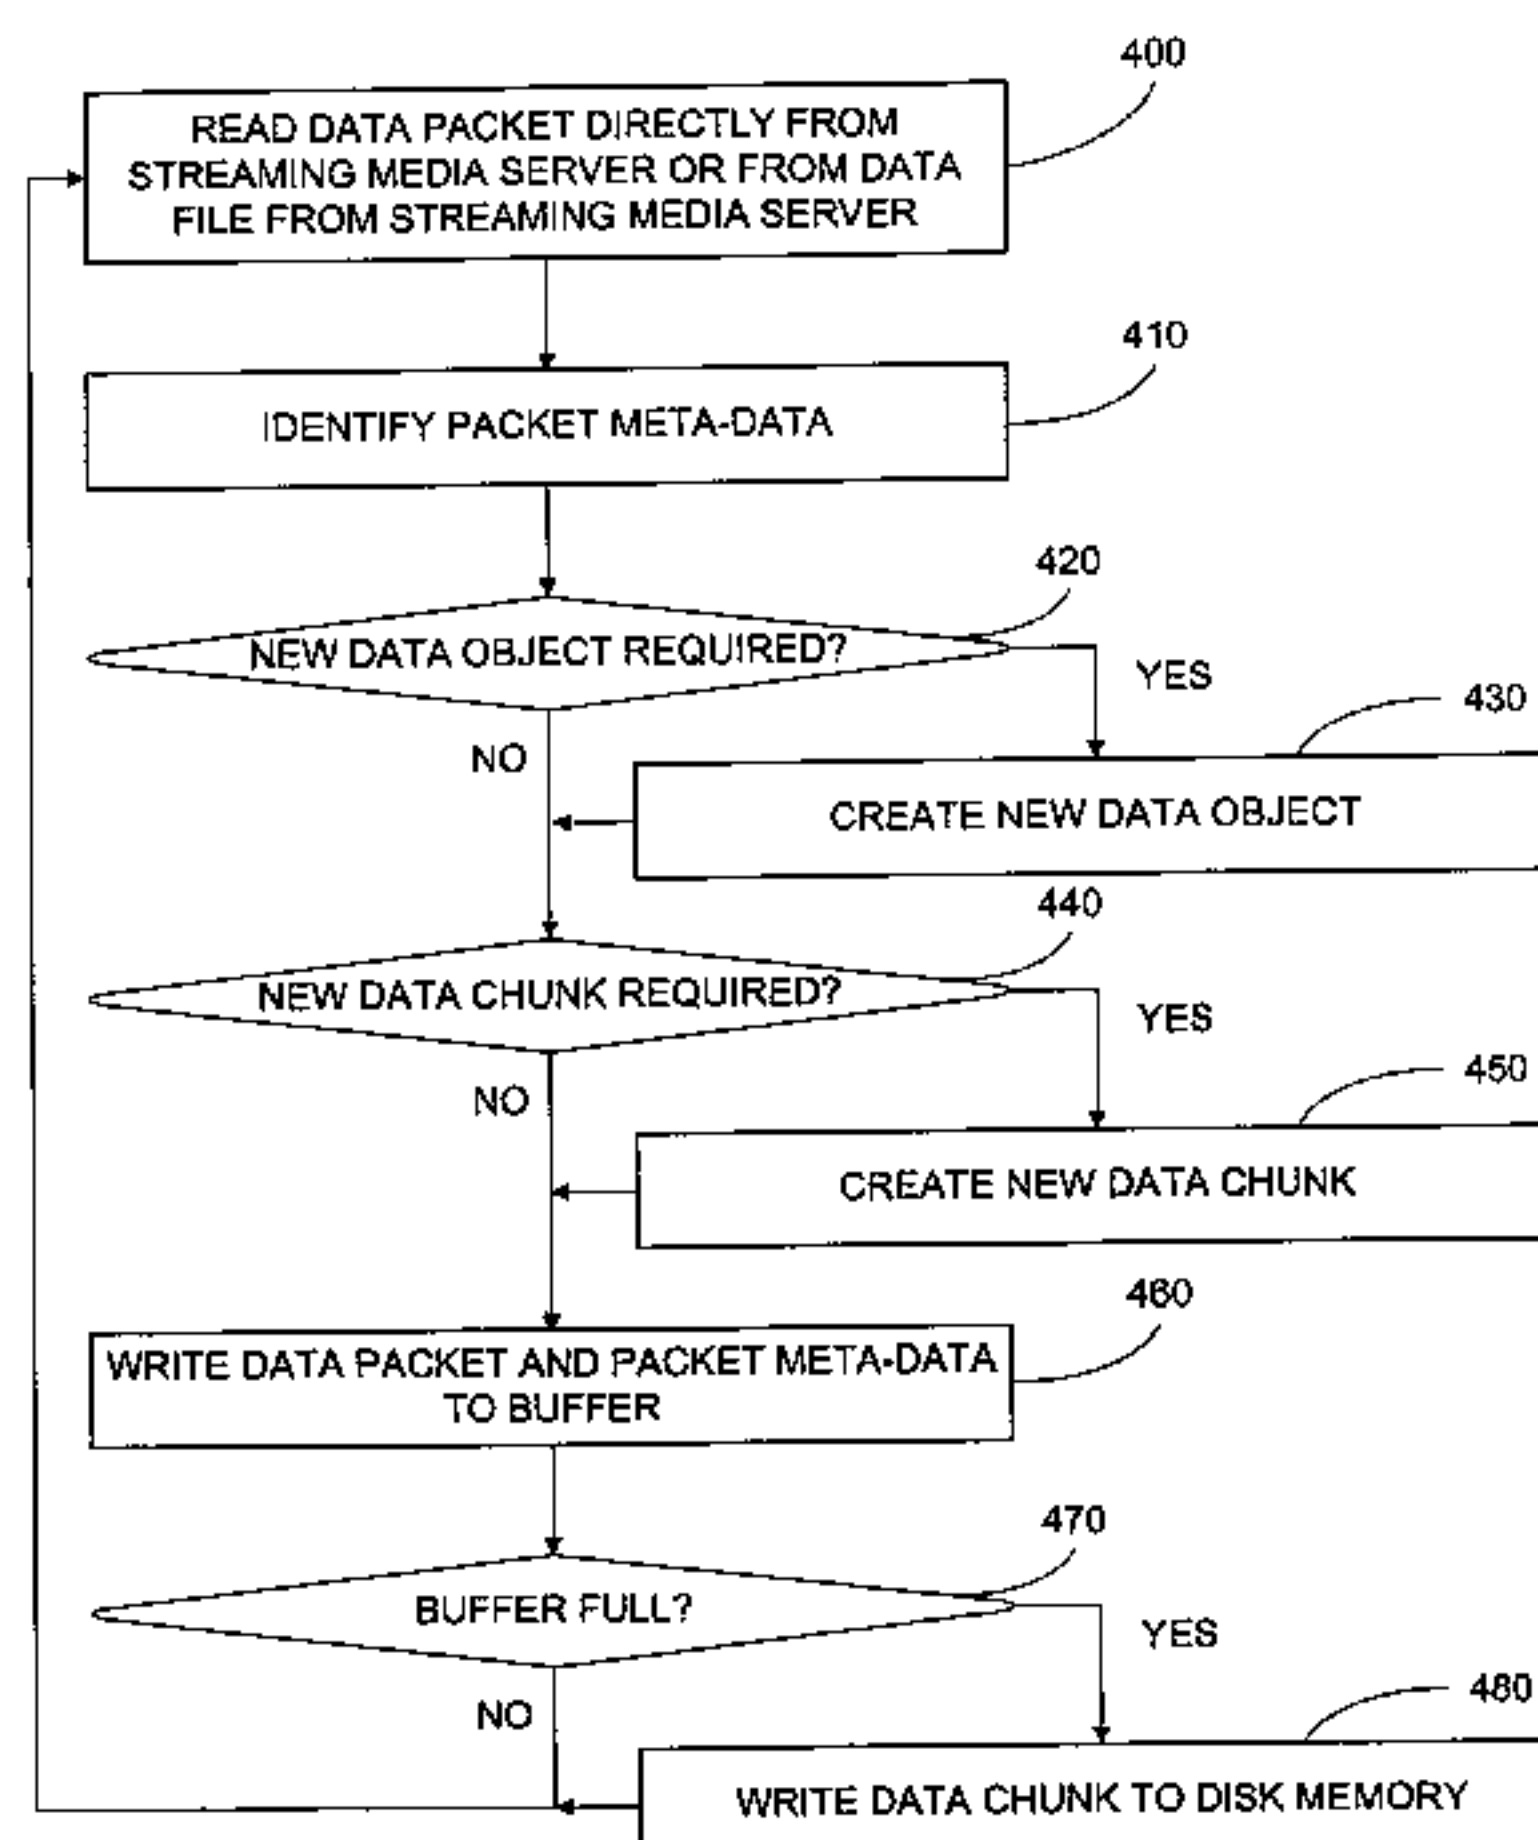 400
READ DATA PACKET DIRECTLY FROM
STREAMING MEDIA SERVER OR FROM DATA
FILE FROM STREAMING MEDIA SERVER
410
IDENTIFY PACKET META-DATA
420
NEW DATA OBJECT REQUIRED?
YES
430
NO
CREATE NEW DATA OBJECT
440
NEW DATA CHUNK REQUIRED?
YES
450
NO
CREATE NEW DATA CHUNK
460
WRITE DATA PACKET AND PACKET META-DATA
TO BUFFER
470
BUFFER FULL?
YES
480
NO
WRITE DATA CHUNK TO DISK MEMORY